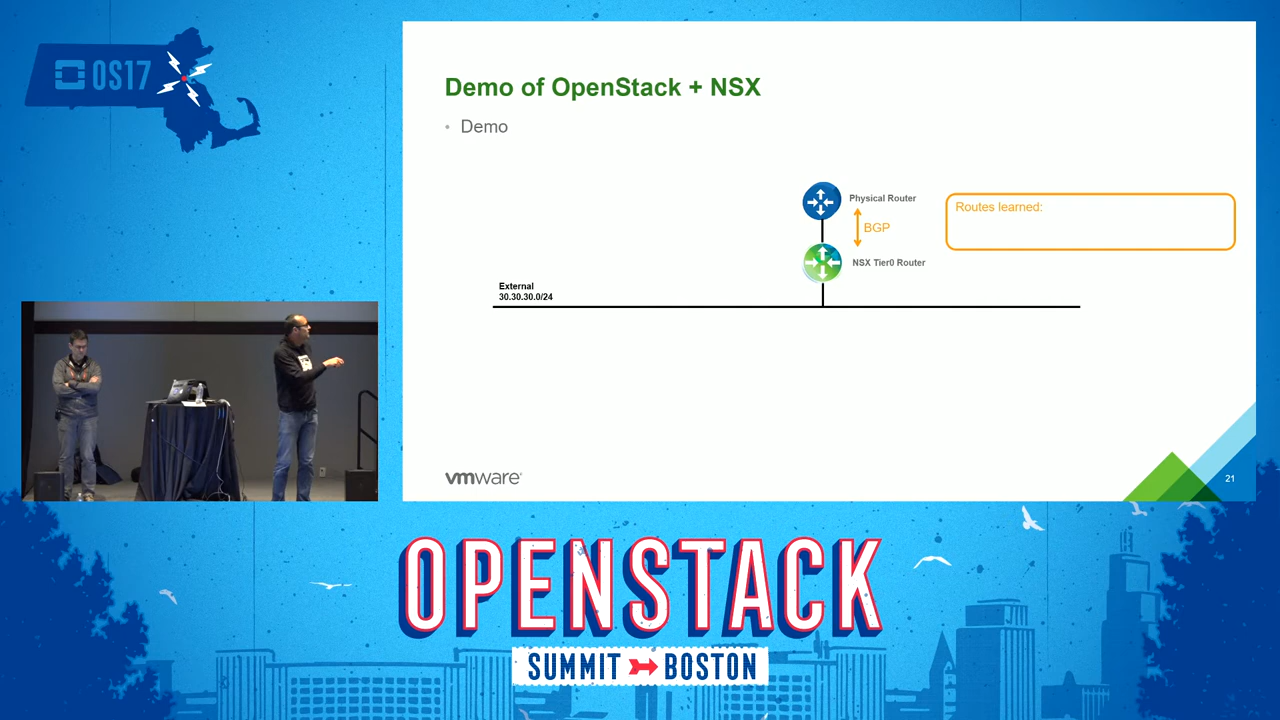 OS17
Demo of OpenStack + NSX
• Demo
Physical Router
Routes learned:
BGP
NSX Tier0 Router
External
30.30.30.0/24
vmware®
21
OPENSTACK
SUMMIT BOSTON